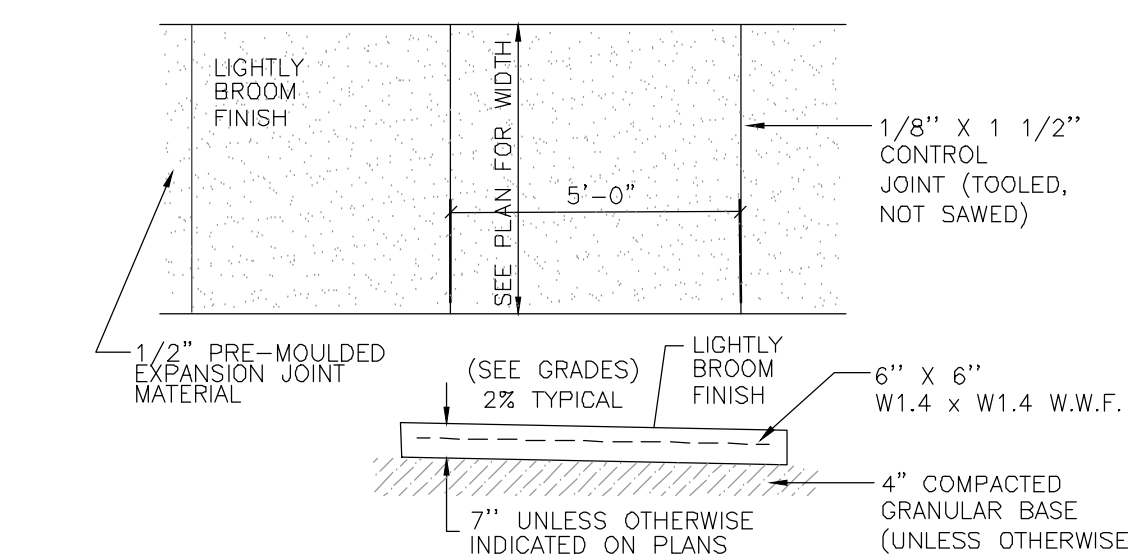 LIGHTLY
BROOM
FINISH
SEE PLAN FOR WIDTH
5'-0"
1/8" X 1 1/2"
CONTROL
JOINT (TOOLED,
NOT SAWED)
1/2" PRE-MOULDED
EXPANSION JOINT
MATERIAL
(SEE GRADES)
2% TYPICAL
LIGHTLY
BROOM
FINISH
6" X 6"
W1.4 x W1.4 W.W.F.
7" UNLESS OTHERWISE
INDICATED ON PLANS
4" COMPACTED
GRANULAR BASE
(UNLESS OTHERWISE